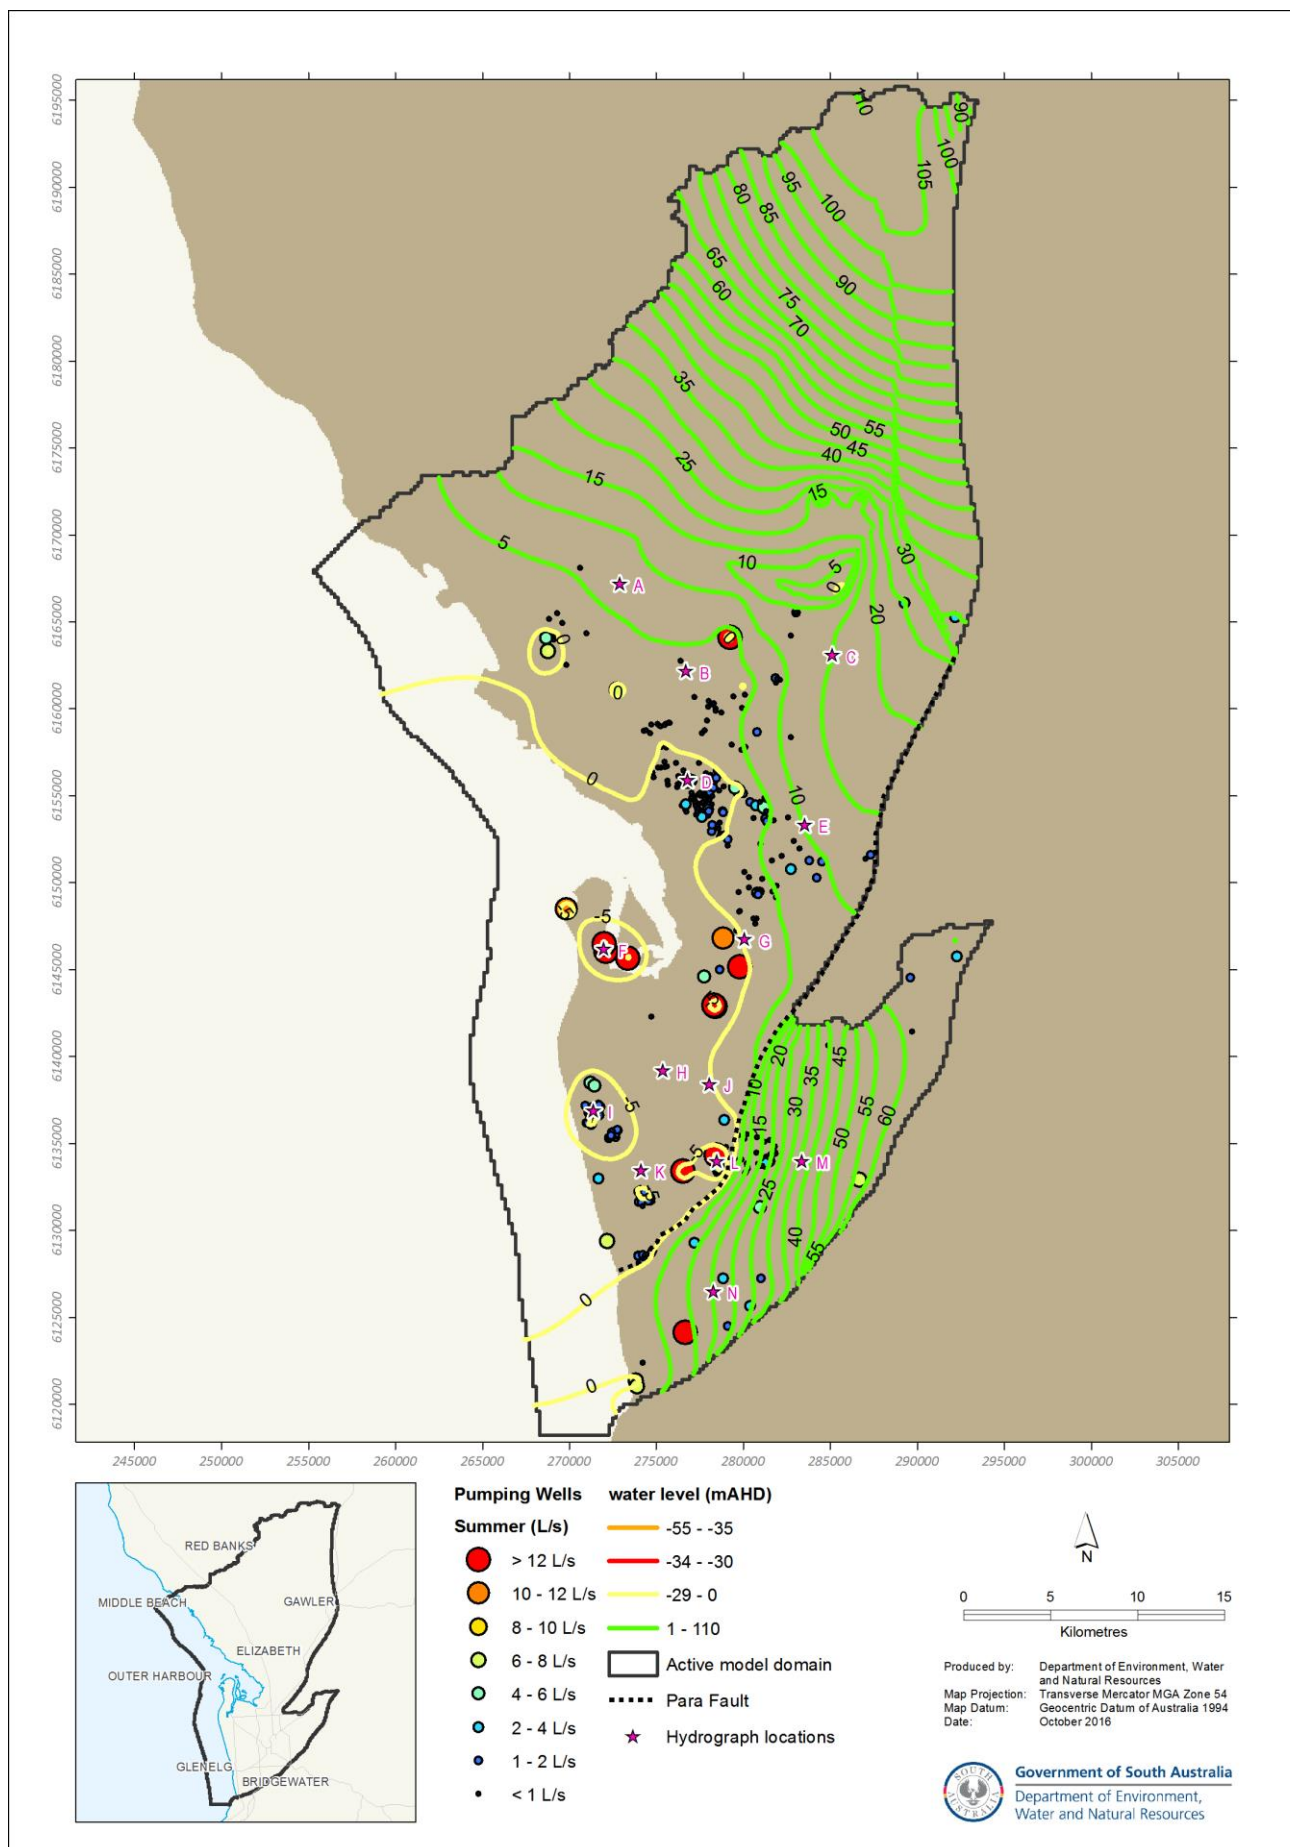 6195000
6190000
6185000
6180000
6175000
6170000
6165000
6160000
6155000
6150000
6145000
6140000
6135000
6130000
6125000
6120000
10
90
100
105
95
80
85
100
65
60
90
75
70
35
50
55
45
40
25
15
15
5
10
5
0
30
20
A
0
0
B
C
0
0
D
10
E
-5
-5
F
G
-5
H
J
-5
I
10
20
15
30
35
45
50
55
60
25
40
55
-5
L
K
-5
M
N
0
0
245000 250000 255000 260000 265000 270000 275000 280000 285000 290000 295000 300000 305000
RED BANKS
MIDDLE BEACH
GAWLER
ELIZABETH
OUTER HARBOUR
GLENELG
BRIDGEWATER
Pumping Wells
Summer (L/s)
> 12 L/s
10 - 12 L/s
8 - 10 L/s
6 - 8 L/s
4 - 6 L/s
2 - 4 L/s
1 - 2 L/s
< 1 L/s
water level (mAHD)
-55 - -35
-34 - -30
-29 - 0
1 - 110
Active model domain
Para Fault
Hydrograph locations
N
0 5 10 15
Kilometres
Produced by: Department of Environment, Water
and Natural Resources
Map Projection: Transverse Mercator MGA Zone 54
Map Datum: Geocentric Datum of Australia 1994
Date: October 2016
SOUTH AUSTRALIA
Government of South Australia
Department of Environment,
Water and Natural Resources